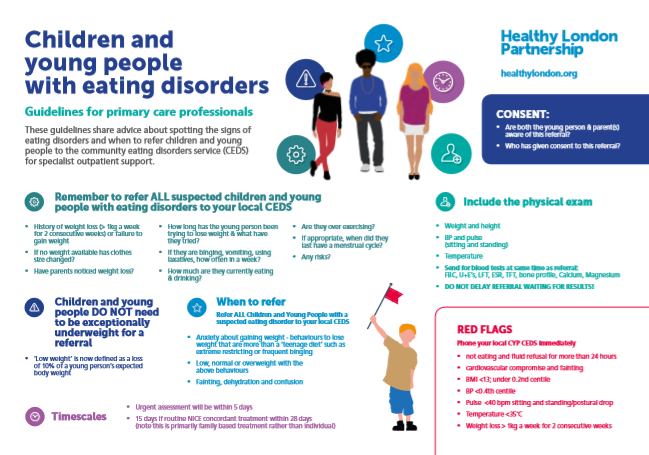 Children and
young people
with eating disorders
Guidelines for primary care professionals
These guidelines share advice about spotting the signs of
eating disorders and when to refer children and young
people to the community eating disorders service (CEDS)
for specialist outpatient support.
Healthy London
Partnership
healthylondon.org
CONSENT:
• Are both the young person & parent(s)
aware of this referral?
• Who has given consent to this referral?
Remember to refer ALL suspected children and young
people with eating disorders to your local CEDS
• History of weight loss (> 1kg a week
for 2 consecutive weeks) or failure to
gain weight
• If no weight available has clothes
size changed?
• Have parents noticed weight loss?
• How long has the young person been
trying to lose weight & what have
they tried?
• If they are binging, vomiting, using
laxatives, how often in a week?
• How much are they currently eating
& drinking?
• Are they over exercising?
• If appropriate, when did they
last have a menstrual cycle?
• Any risks?
Include the physical exam
• Weight and height
• BP and pulse
(sitting and standing)
• Temperature
• Send for blood tests at same time as referral:
FBC, U+E's, LFT, ESR, TFT, bone profile, Calcium, Magnesium
• DO NOT DELAY REFERRAL WAITING FOR RESULTS!
Children and young
people DO NOT need
to be exceptionally
underweight for a
referral
• 'Low weight' is now defined as a loss
of 10% of a young person's expected
body weight
When to refer
Refer ALL Children and Young People with a
suspected eating disorder to your local CEDS
• Anxiety about gaining weight - behaviours to lose
weight that are more than a 'teenage diet' such as
extreme restricting or frequent binging
• Low, normal or overweight with the
above behaviours
• Fainting, dehydration and confusion
RED FLAGS
Phone your local CYP CEDS immediately
• not eating and fluid refusal for more than 24 hours
• cardiovascular compromise and fainting
• BMI <13; under 0.2nd centile
• BP <0.4th centile
• Pulse <40 bpm sitting and standing/postural drop
• Temperature <35°C
• Weight loss > 1kg a week for 2 consecutive weeks
Timescales
• Urgent assessment will be within 5 days
• 15 days if routine NICE concordant treatment within 28 days
(note this is primarily family based treatment rather than individual)